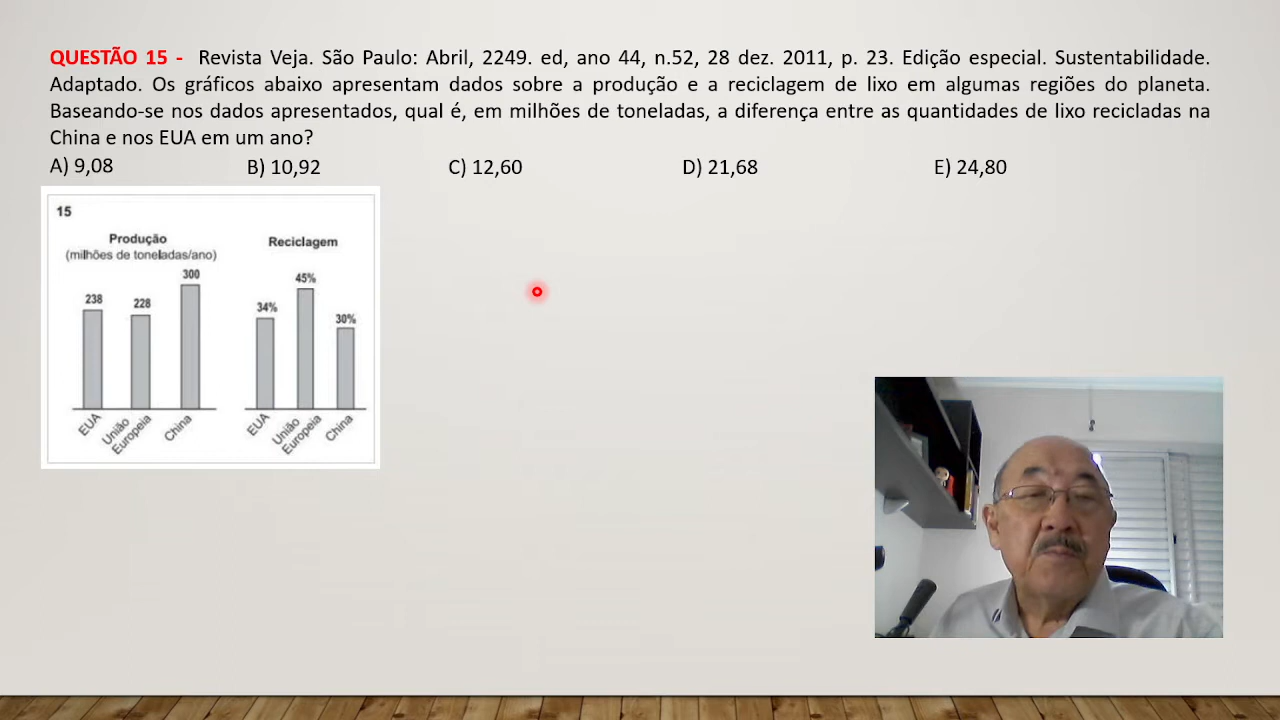 QUESTÃO 15 - Revista Veja. São Paulo: Abril, 2249. ed, ano 44, n.52, 28 dez. 2011, p. 23. Edição especial. Sustentabilidade.
Adaptado. Os gráficos abaixo apresentam dados sobre a produção e a reciclagem de lixo em algumas regiões do planeta.
Baseando-se nos dados apresentados, qual é, em milhões de toneladas, a diferença entre as quantidades de lixo recicladas na
China e nos EUA em um ano?
A) 9,08 B) 10,92 C) 12,60 D) 21,68 E) 24,80
15
Produção
(milhões de toneladas/ano)
238
228
300
EUA
União
Europeia
China
Reciclagem
34%
45%
30%
EUA
União
Europeia
China